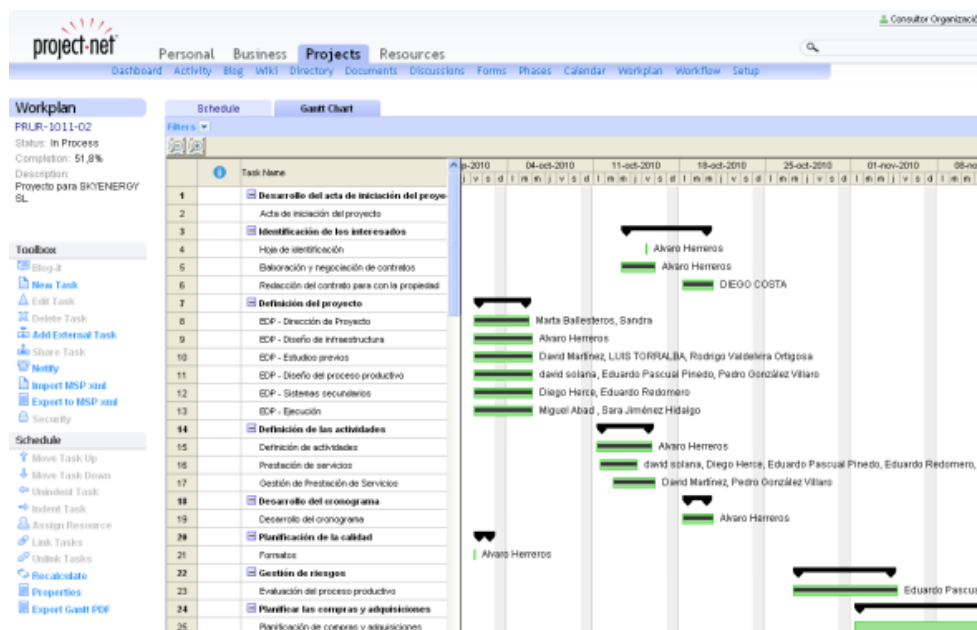 Consultor Organizació
project·net
Personal Business Projects Resources
Dashboard Activity Blog Wiki Directory Documents Discussions Forms Phases Calendar Workplan Workflow Setup
Workplan
PRUR-1011-02
Status: In Process
Completion: 51,8%
Description:
Proyecto para SKYENERGY
SL
Toolbox
Blog-it
New Task
Edit Task
Delete Task
Add External Task
Share Task
Notify
Import MSP xml
Export to MSP xml
Security
Schedule
Move Task Up
Move Task Down
Unindent Task
Indent Task
Assign Resource
Link Tasks
Unlink Tasks
Recalculate
Properties
Export Gantt PDF
Schedule Gantt Chart
Filters
Task Name p-2010 04-oct-2010 11-oct-2010 18-oct-2010 25-oct-2010 01-nov-2010 08-no
j v s d l m m j v s d l m m j v s d l m m j v s d l m m j v s d l m m j v s d l m m
1 Desarrollo del acta de iniciación del proye
2 Acta de iniciación del proyecto
3 Identificación de los interesados
4 Hoja de identificación Alvaro Herreros
5 Elaboración y negociación de contratos Alvaro Herreros
6 Redacción del contrato para con la propiedad DIEGO COSTA
7 Definición del proyecto
8 EDP - Dirección de Proyecto Marta Ballesteros, Sandra
9 EDP - Diseño de infraestructura Alvaro Herreros
10 EDP - Estudios previos David Martínez, LUIS TORRALBA, Rodrigo Valdelvira Ortigosa
11 EDP - Diseño del proceso productivo david solana, Eduardo Pascual Pinedo, Pedro González Villaro
12 EDP - Sistemas secundarios Diego Herce, Eduardo Redomero
13 EDP - Ejecución Miguel Abad , Sara Jiménez Hidalgo
14 Definición de las actividades
15 Definición de actividades Alvaro Herreros
16 Prestación de servicios david solana, Diego Herce, Eduardo Pascual Pinedo, Eduardo Redomero,
17 Gestión de Prestación de Servicios David Martínez, Pedro González Villaro
18 Desarrollo del cronograma
19 Desarrollo del cronograma Alvaro Herreros
20 Planificación de la calidad
21 Formatos Alvaro Herreros
22 Gestión de riesgos
23 Evaluación del proceso productivo Eduardo Pascua
24 Planificar las compras y adquisiciones
25 Planificación de compras y adquisiciones